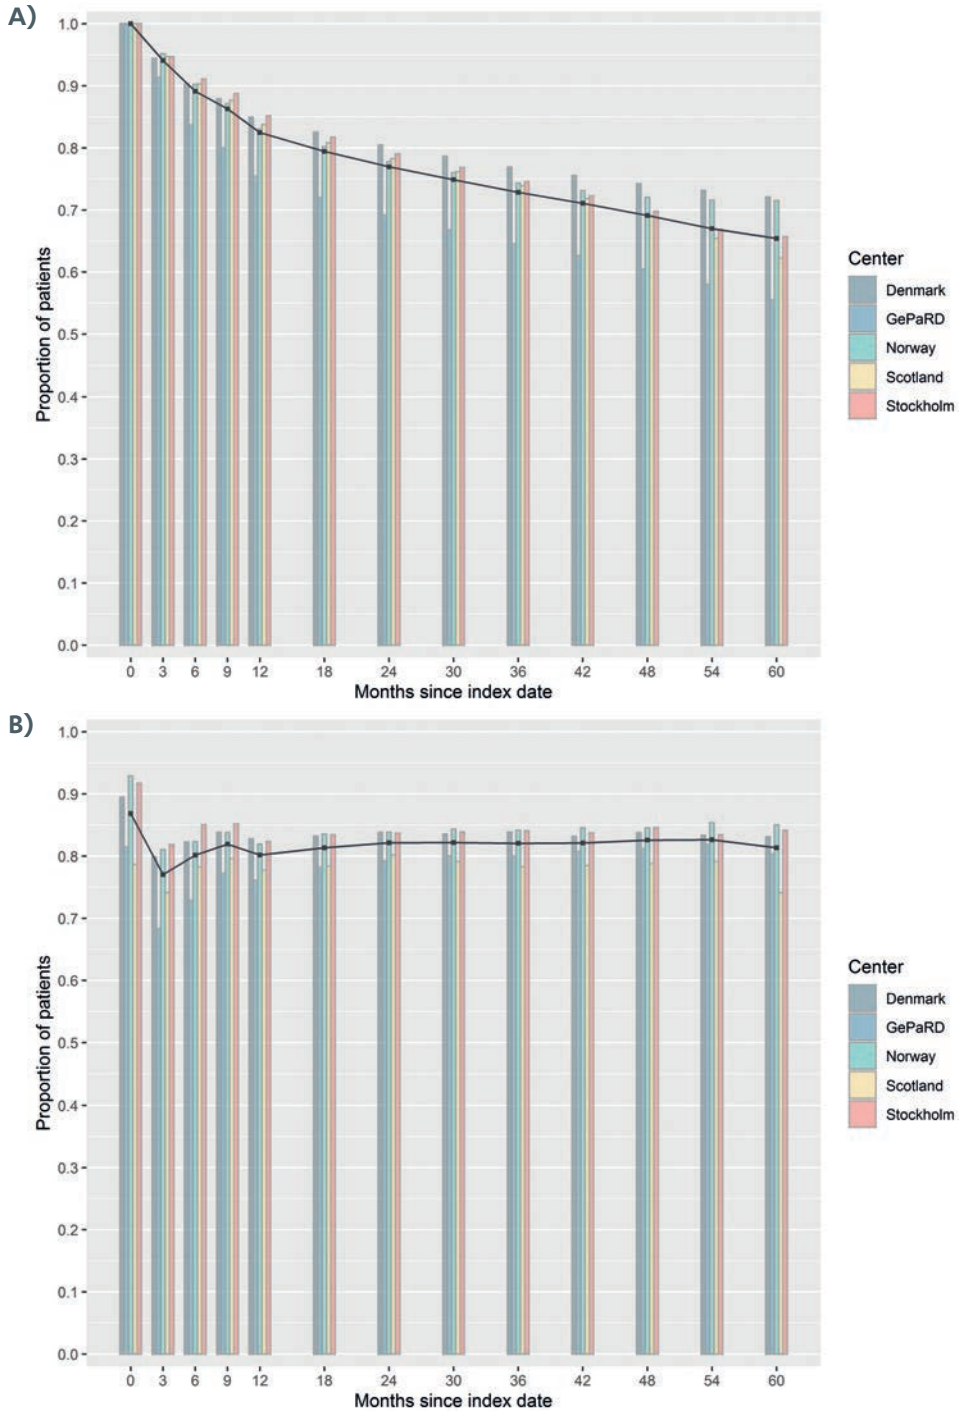 A)
1.0
0.9
0.8
0.7
0.6
0.5
0.4
0.3
0.2
0.1
0.0
Proportion of patients
0 3 6 9 12 18 24 30 36 42 48 54 60
Months since index date
Center
Denmark
GePaRD
Norway
Scotland
Stockholm
B)
1.0
0.9
0.8
0.7
0.6
0.5
0.4
0.3
0.2
0.1
0.0
Proportion of patients
0 3 6 9 12 18 24 30 36 42 48 54 60
Months since index date
Center
Denmark
GePaRD
Norway
Scotland
Stockholm